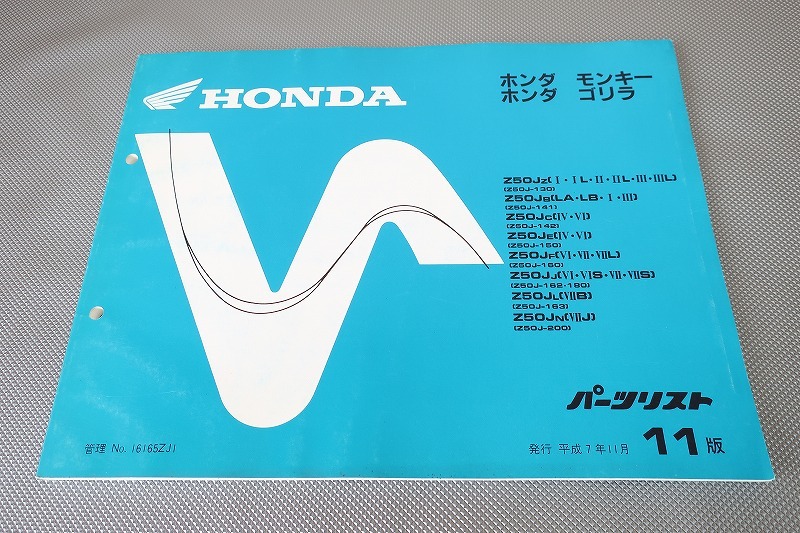 HONDA
ホンダ モンキー
ホンダ ゴリラ
Z50JZ(Ⅰ・ⅠL・Ⅱ・ⅡL・Ⅲ・ⅢL)
(Z50J-130)
Z50JB(LA・LB・Ⅰ・Ⅲ)
(Z50J-141)
Z50JC(Ⅳ・Ⅵ)
(Z50J-142)
Z50JE(Ⅳ・Ⅵ)
(Z50J-150)
Z50JF(Ⅵ・Ⅶ・ⅦL)
(Z50J-160)
Z50JJ(Ⅵ・ⅥS・Ⅶ・ⅦS)
(Z50J-162・190)
Z50JL(ⅦB)
(Z50J-163)
Z50JN(ⅦJ)
(Z50J-200)
パーツリスト
管理 No. 16165ZJ1
発行 平成7年11月 11版